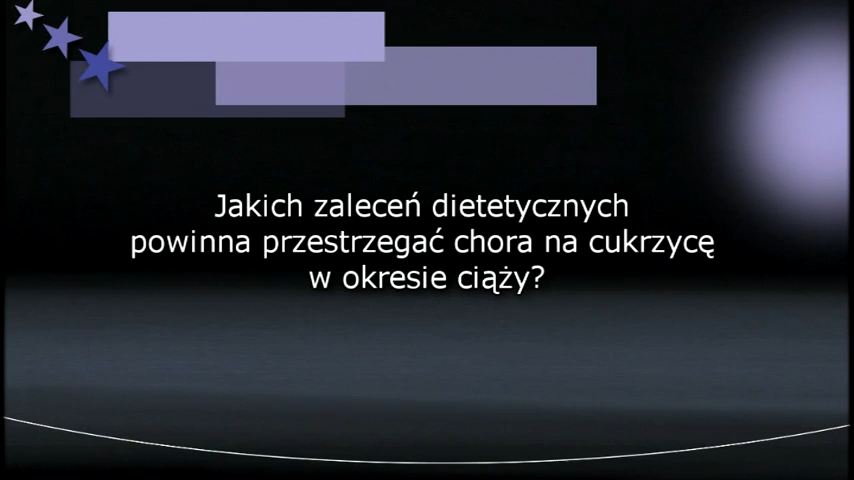 Jakich zaleceń dietetycznych
powinna przestrzegać chora na cukrzycę
w okresie ciąży?